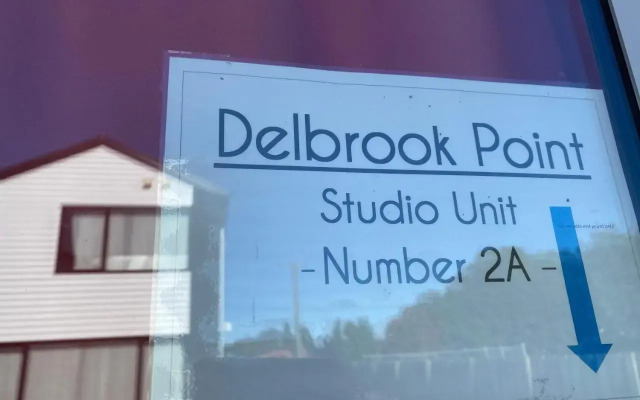 Delbrook Point
Studio Unit
- Number 2A -